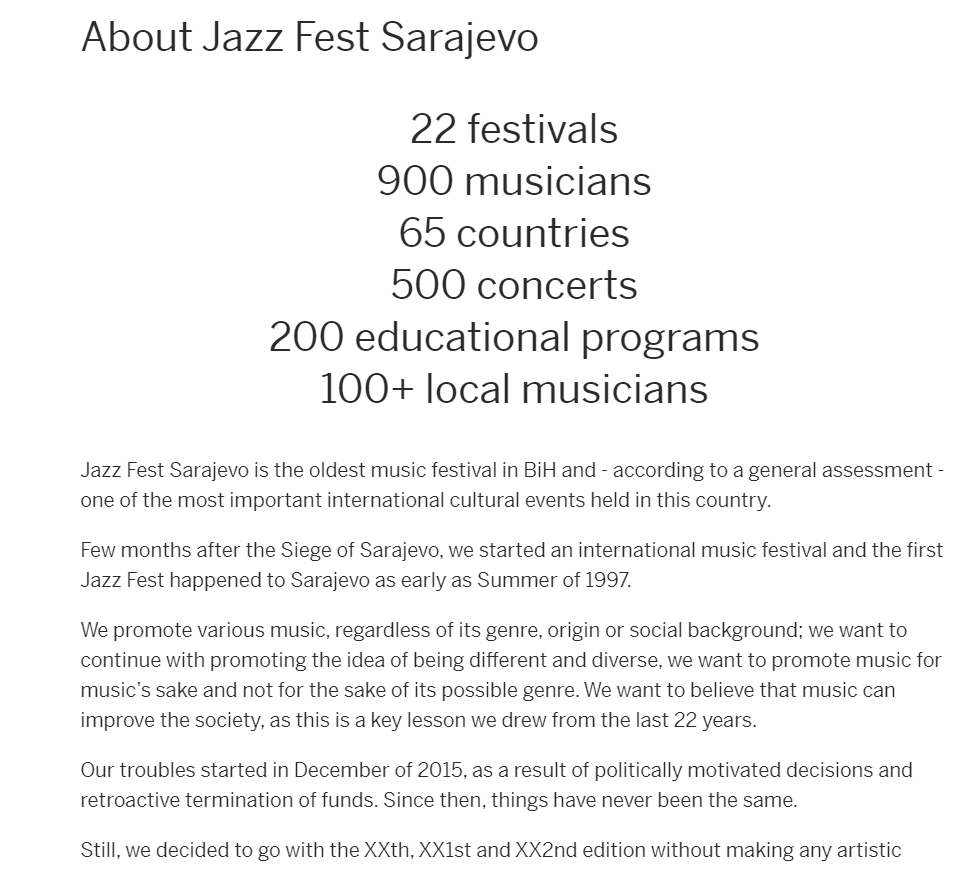 About Jazz Fest Sarajevo
22 festivals
900 musicians
65 countries
500 concerts
200 educational programs
100+ local musicians
Jazz Fest Sarajevo is the oldest music festival in BiH and - according to a general assessment -
one of the most important international cultural events held in this country.
Few months after the Siege of Sarajevo, we started an international music festival and the first
Jazz Fest happened to Sarajevo as early as Summer of 1997.
We promote various music, regardless of its genre, origin or social background; we want to
continue with promoting the idea of being different and diverse, we want to promote music for
music’s sake and not for the sake of its possible genre. We want to believe that music can
improve the society, as this is a key lesson we drew from the last 22 years.
Our troubles started in December of 2015, as a result of politically motivated decisions and
retroactive termination of funds. Since then, things have never been the same.
Still, we decided to go with the XXth, XX1st and XX2nd edition without making any artistic